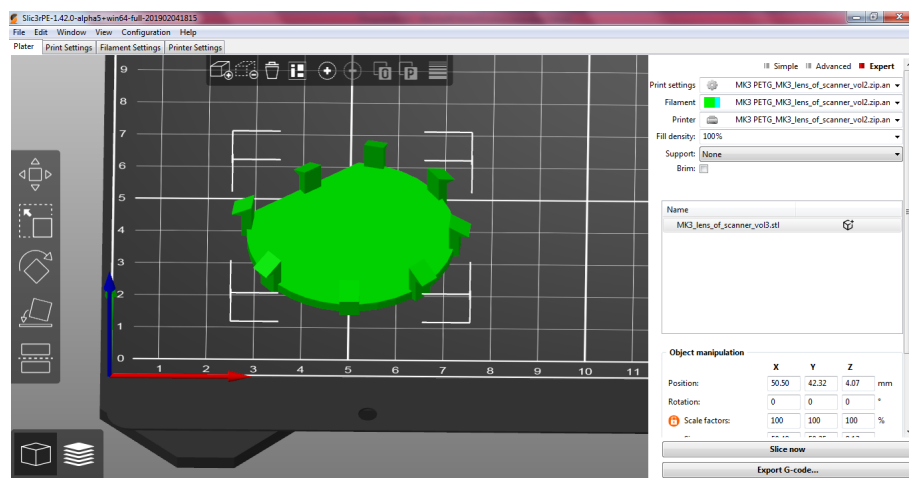 Slic3rPE-1.42.0-alpha5+win64-full-201902041815
File Edit Window View Configuration Help
Plater Print Settings Filament Settings Printer Settings
Simple Advanced Expert
Print settings MK3 PETG_MK3_lens_of_scanner_vol2.zip.an
Filament MK3 PETG_MK3_lens_of_scanner_vol2.zip.an
Printer MK3 PETG_MK3_lens_of_scanner_vol2.zip.an
Fill density: 100%
Support: None
Brim:
Name
MK3_lens_of_scanner_vol3.stl
Object manipulation
X Y Z
Position: 50.50 42.32 4.07 mm
Rotation: 0 0 0 °
Scale factors: 100 100 100 %
Slice now
Export G-code...
9
8
7
6
5
4
3
2
1
0
1 2 3 4 5 6 7 8 9 10 11
O P